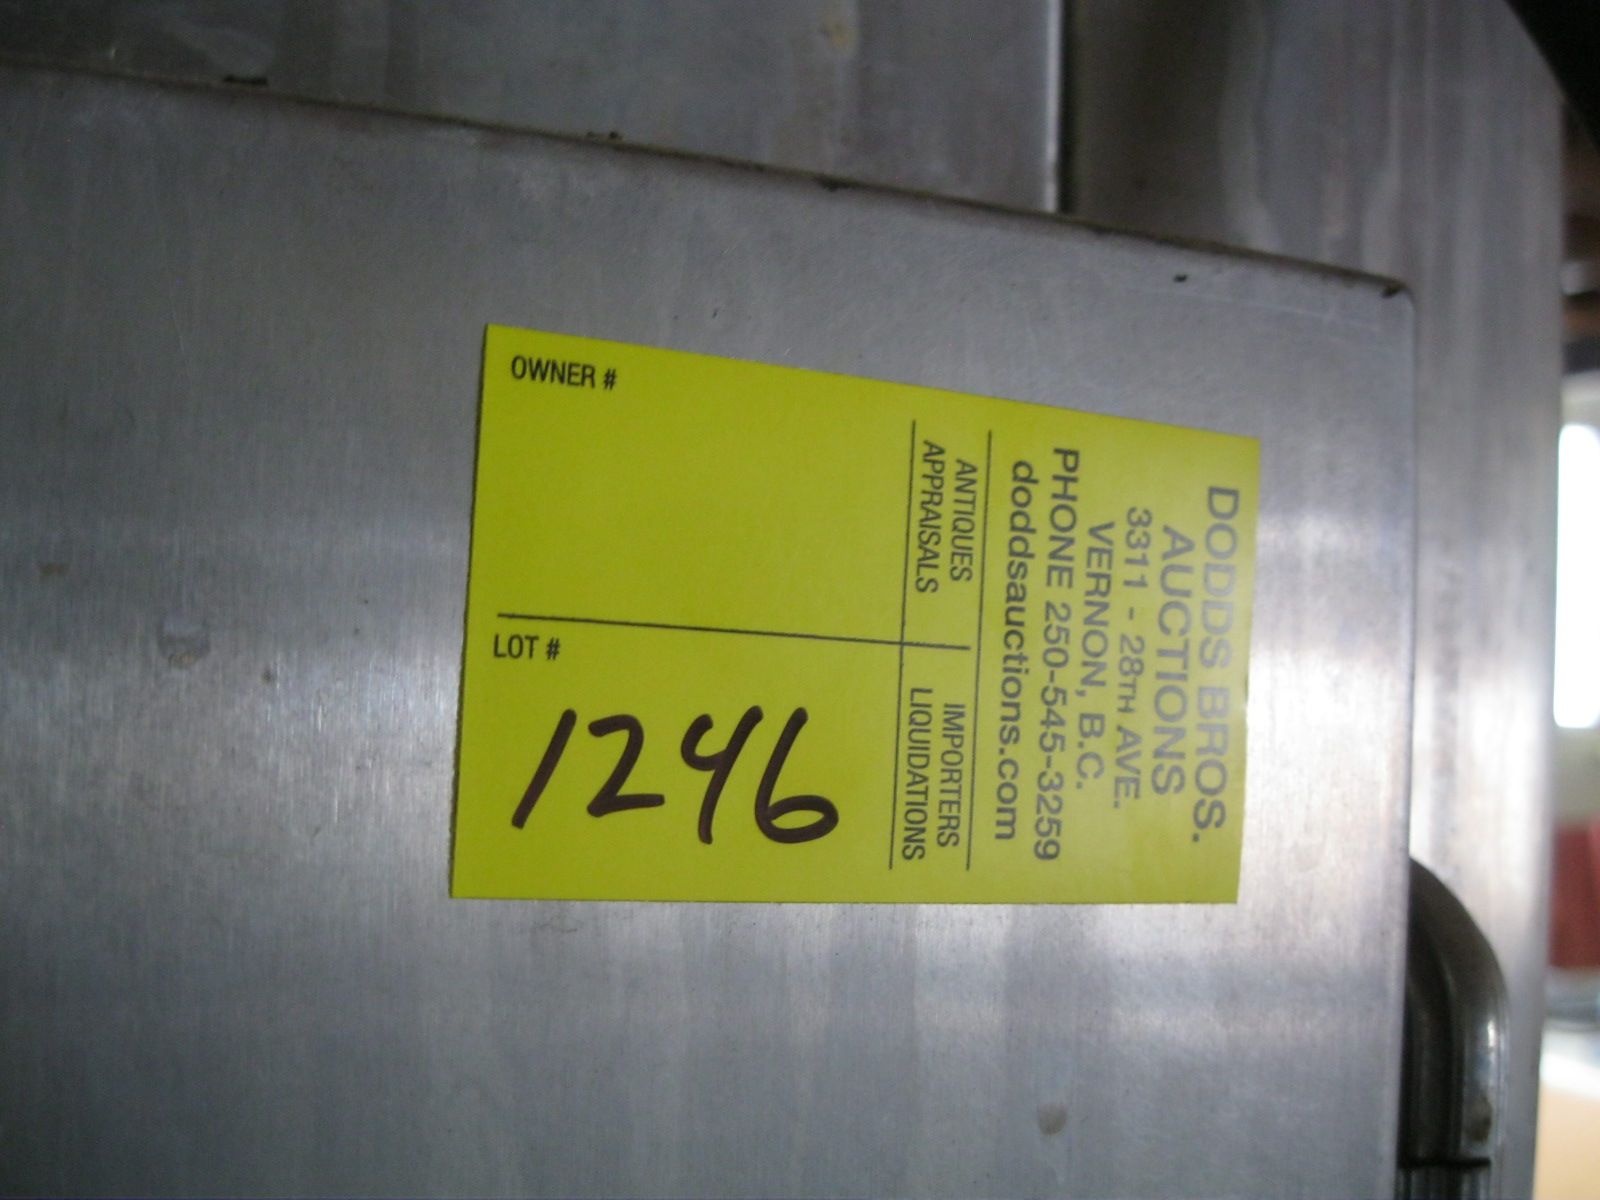 DODDS BROS.
AUCTIONS
3311 - 28TH AVE.
VERNON, B.C.
PHONE 250-545-3259
doddsauctions.com
ANTIQUES
APPRAISALS
IMPORTERS
LIQUIDATIONS
OWNER #
LOT #
1246